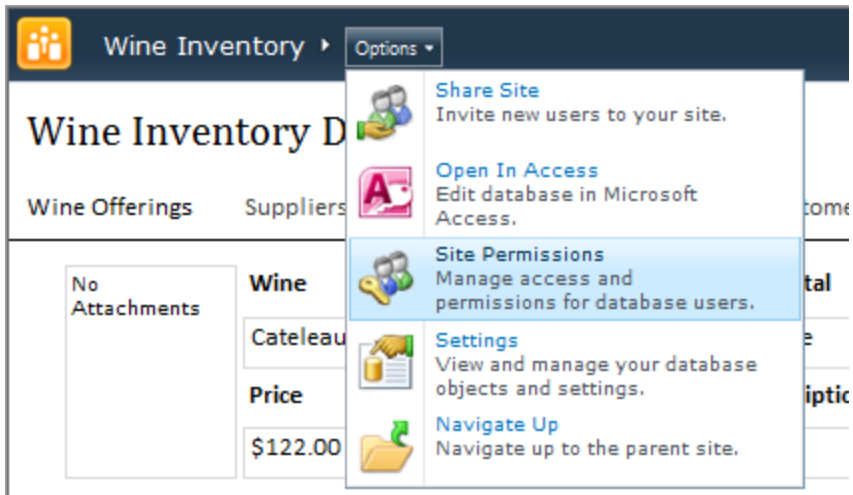 Wine Inventory
Options
Share Site
Invite new users to your site.
Wine Inventory D
Open In Access
Edit database in Microsoft
Access.
Wine Offerings
Suppliers
Site Permissions
Manage access and
permissions for database users.
No
Attachments
Wine
Settings
View and manage your database
objects and settings.
Cateleau
Price
Navigate Up
Navigate up to the parent site.
$122.00